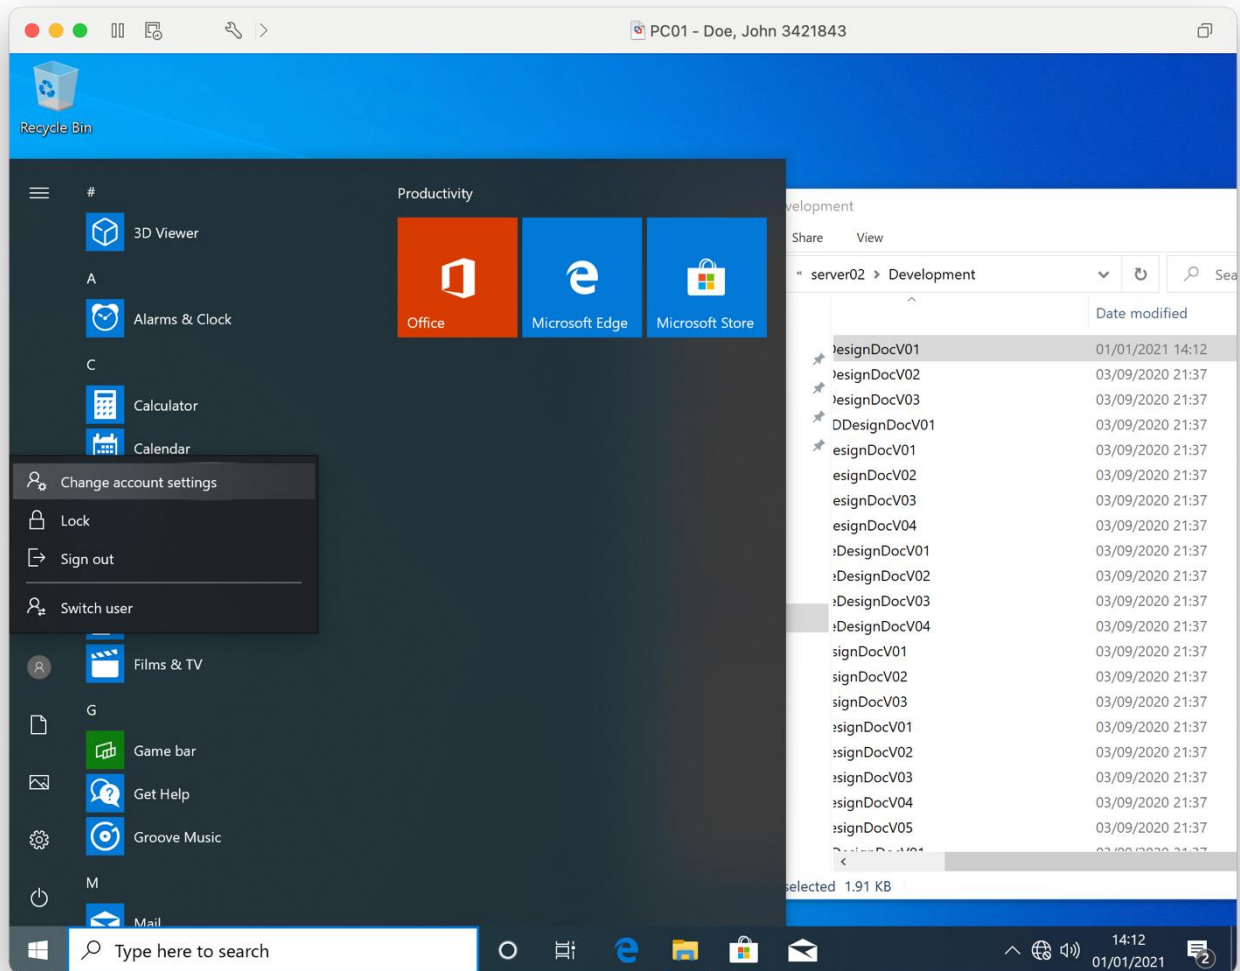 PC01 - Doe, John 3421843
Recycle Bin
#
3D Viewer
A
Alarms & Clock
C
Calculator
Calendar
Change account settings
Lock
Sign out
Switch user
Films & TV
G
Game bar
Get Help
Groove Music
M
Mail
Productivity
Office
Microsoft Edge
Microsoft Store
velopment
Share View
« server02 > Development Sea
Date modified
DesignDocV01 01/01/2021 14:12
DesignDocV02 03/09/2020 21:37
DesignDocV03 03/09/2020 21:37
DDesignDocV01 03/09/2020 21:37
esignDocV01 03/09/2020 21:37
esignDocV02 03/09/2020 21:37
esignDocV03 03/09/2020 21:37
esignDocV04 03/09/2020 21:37
eDesignDocV01 03/09/2020 21:37
eDesignDocV02 03/09/2020 21:37
eDesignDocV03 03/09/2020 21:37
eDesignDocV04 03/09/2020 21:37
signDocV01 03/09/2020 21:37
signDocV02 03/09/2020 21:37
signDocV03 03/09/2020 21:37
esignDocV01 03/09/2020 21:37
esignDocV02 03/09/2020 21:37
esignDocV03 03/09/2020 21:37
esignDocV04 03/09/2020 21:37
esignDocV05 03/09/2020 21:37
selected 1.91 KB
Type here to search
14:12
01/01/2021
2